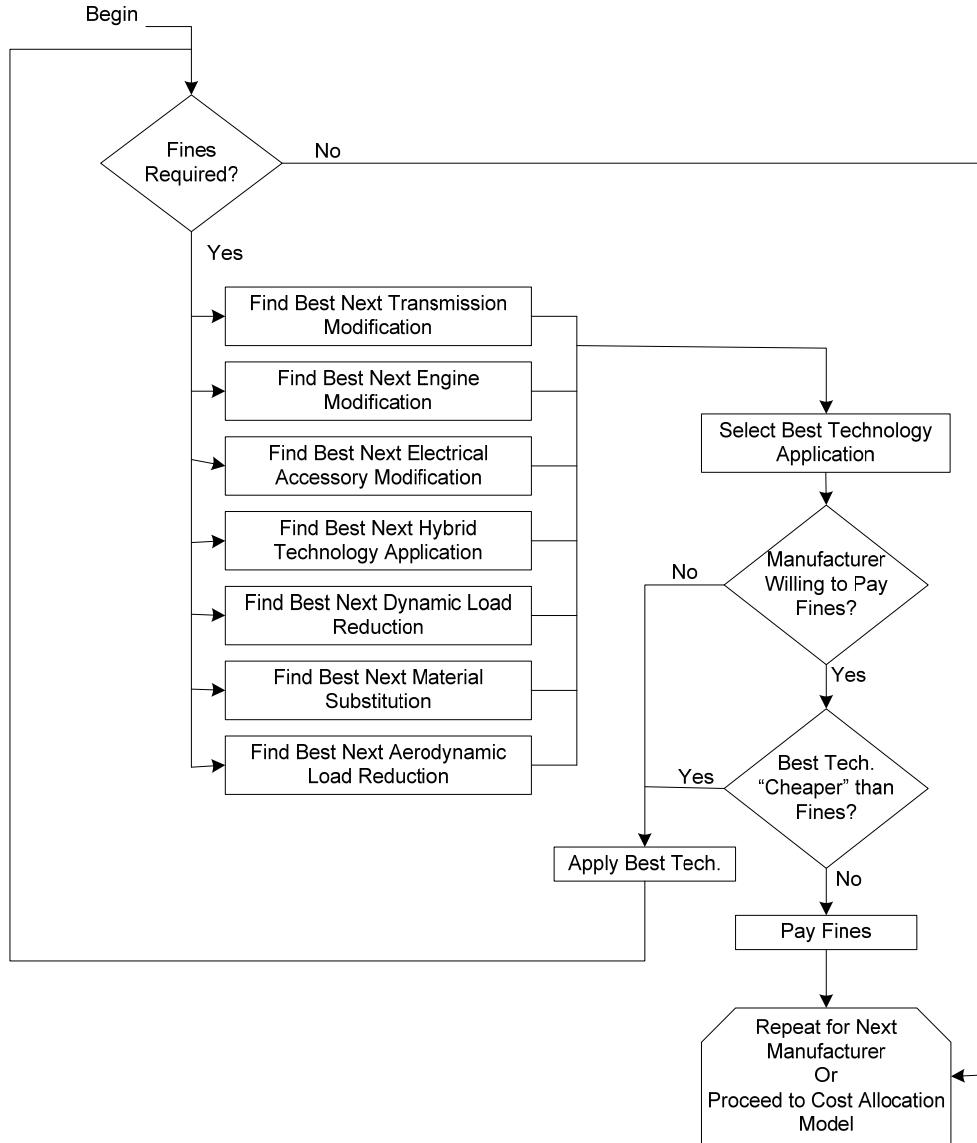 Begin
Fines
Required?
No
Yes
Find Best Next Transmission
Modification
Find Best Next Engine
Modification
Find Best Next Electrical
Accessory Modification
Find Best Next Hybrid
Technology Application
Find Best Next Dynamic Load
Reduction
Find Best Next Material
Substitution
Find Best Next Aerodynamic
Load Reduction
Select Best Technology
Application
Manufacturer
Willing to Pay
Fines?
No
Yes
Best Tech.
“Cheaper” than
Fines?
Yes
No
Apply Best Tech.
Pay Fines
Repeat for Next
Manufacturer
Or
Proceed to Cost Allocation
Model